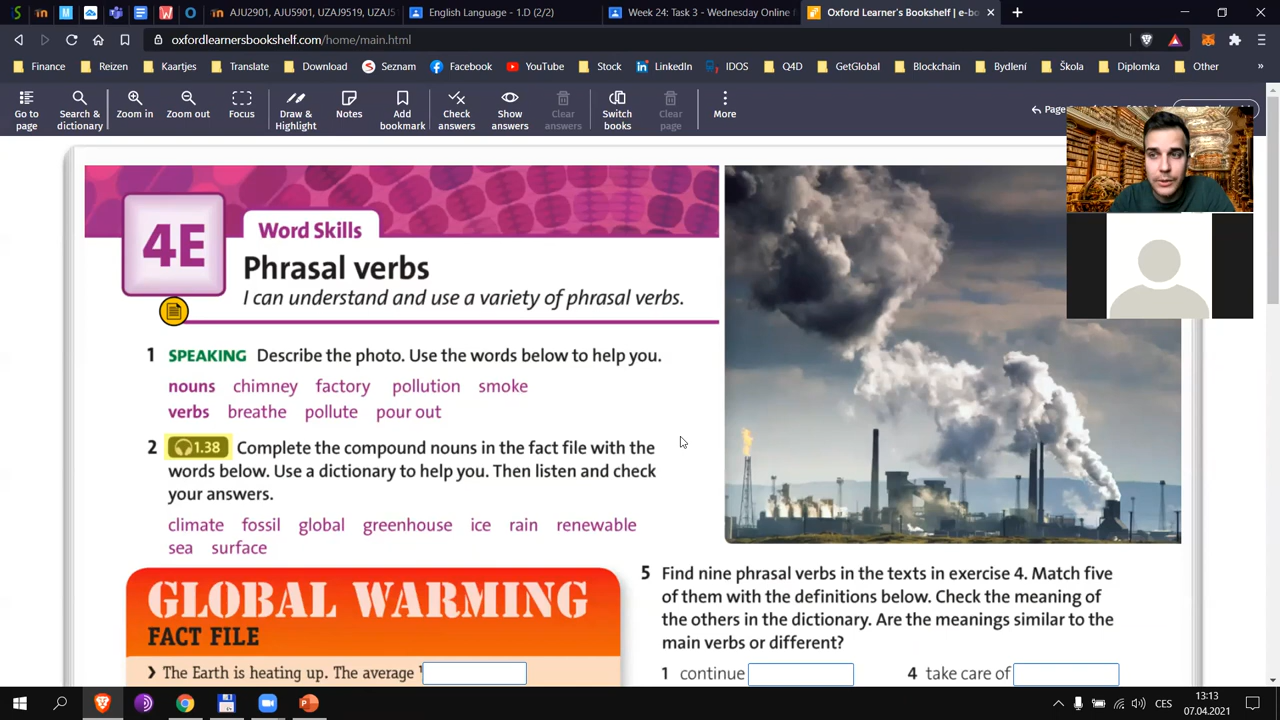 AJU2901, AJU5901, UZAJ9519, UZAJS
English Language - 1.D (2/2)
Week 24: Task 3 - Wednesday Online
Oxford Learner's Bookshelf | e-bo
oxfordlearnersbookshelf.com/home/main.html
Finance
Reizen
Kaartjes
Translate
Download
Seznam
Facebook
YouTube
Stock
LinkedIn
IDOS
Q4D
GetGlobal
Blockchain
Bydlení
Škola
Diplomka
Other
Go to page
Search & dictionary
Zoom in
Zoom out
Focus
Draw & Highlight
Notes
Add bookmark
Check answers
Show answers
Clear answers
Switch books
Clear page
More
Page
4E
Word Skills
Phrasal verbs
I can understand and use a variety of phrasal verbs.
1 SPEAKING Describe the photo. Use the words below to help you.
nouns chimney factory pollution smoke
verbs breathe pollute pour out
2 1.38 Complete the compound nouns in the fact file with the
words below. Use a dictionary to help you. Then listen and check
your answers.
climate fossil global greenhouse ice rain renewable
sea surface
GLOBAL WARMING
FACT FILE
The Earth is heating up. The average 1
5 Find nine phrasal verbs in the texts in exercise 4. Match five
of them with the definitions below. Check the meaning of
the others in the dictionary. Are the meanings similar to the
main verbs or different?
1 continue
4 take care of
CES
13:13
07.04.2021